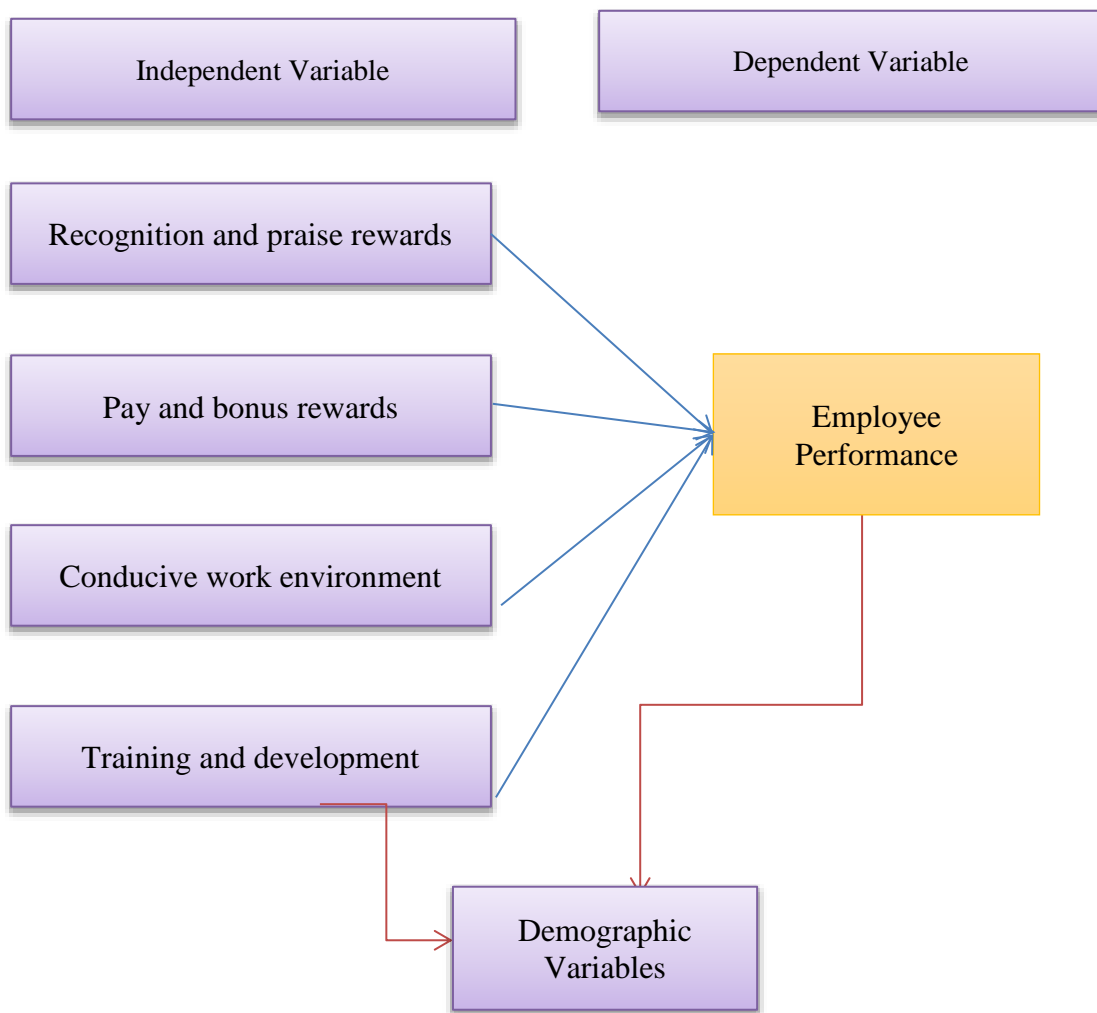 Independent Variable
Dependent Variable
Recognition and praise rewards
Pay and bonus rewards
Employee
Performance
Conducive work environment
Training and development
Demographic
Variables